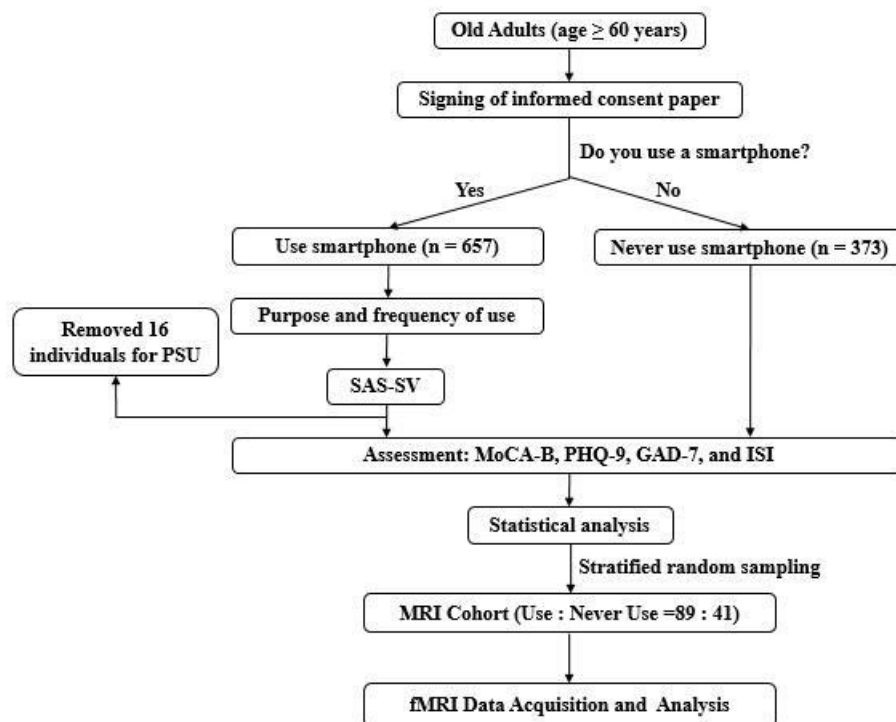 Old Adults (age ≥ 60 years)
Signing of informed consent paper
Do you use a smartphone?
Yes
No
Use smartphone (n = 657)
Never use smartphone (n = 373)
Purpose and frequency of use
Removed 16
individuals for PSU
SAS-SV
Assessment: MoCA-B, PHQ-9, GAD-7, and ISI
Statistical analysis
Stratified random sampling
MRI Cohort (Use : Never Use =89 : 41)
fMRI Data Acquisition and Analysis